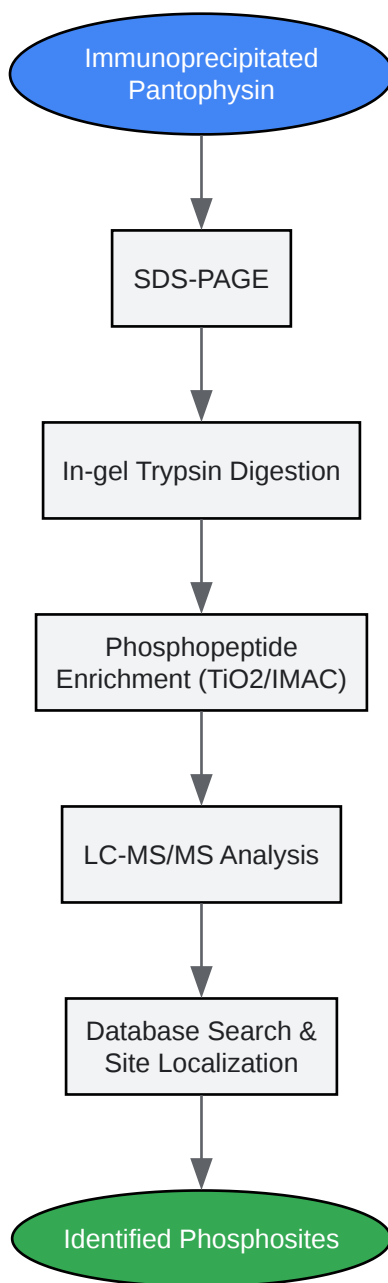 Immunoprecipitated
Pantophysin
SDS-PAGE
In-gel Trypsin Digestion
Phosphopeptide
Enrichment (TiO2/IMAC)
LC-MS/MS Analysis
Database Search &
Site Localization
Identified Phosphosites